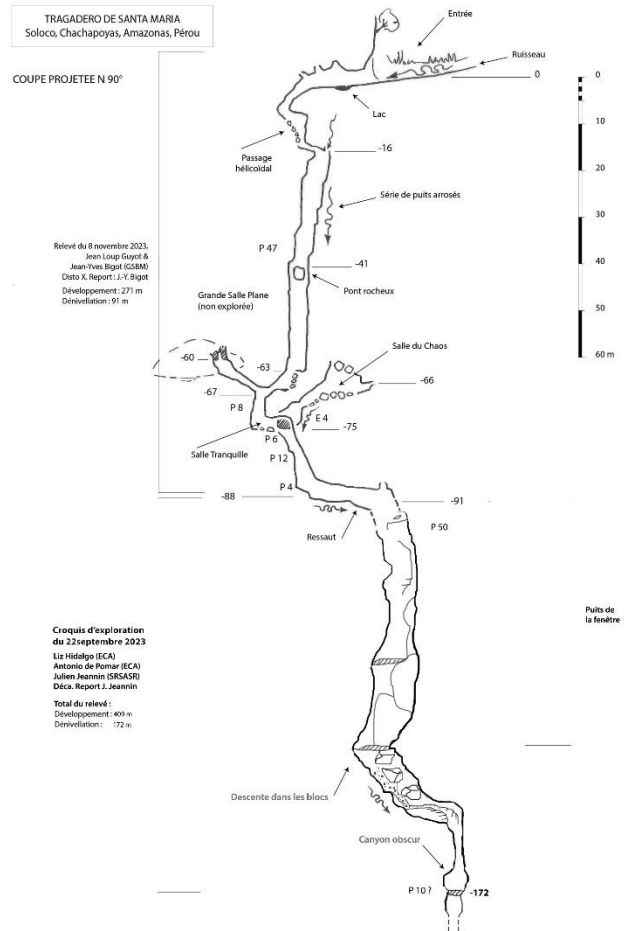 TRAGADERO DE SANTA MARIA
Soloco, Chachapoyas, Amazonas, Pérou
COUPE PROJETEE N 90°
Entrée
Ruisseau
0
0
Lac
10
-16
Passage
hélicoïdal
20
Série de puits arrosés
30
P 47
Relevé du 8 novembre 2023,
Jean Loup Guyot &
Jean-Yves Bigot (GSBM)
Disto X. Report : J.-Y. Bigot
Développement : 271 m
Dénivellation : 91 m
-41
40
Pont rocheux
Grande Salle Plane
(non explorée)
50
Salle du Chaos
60 m
-60
-63
-66
-67
P 8
E 4
-75
P 6
Salle Tranquille
P 12
P 4
-88
-91
Ressaut
P 50
Puits de
la fenêtre
Croquis d'exploration
du 22septembre 2023
Liz Hidalgo (ECA)
Antonio de Pomar (ECA)
Julien Jeannin (SRSASR)
Déca. Report J. Jeannin
Total du relevé :
Développement : 409 m
Dénivellation : 172 m
Descente dans les blocs
Canyon obscur
P 10 ?
-172